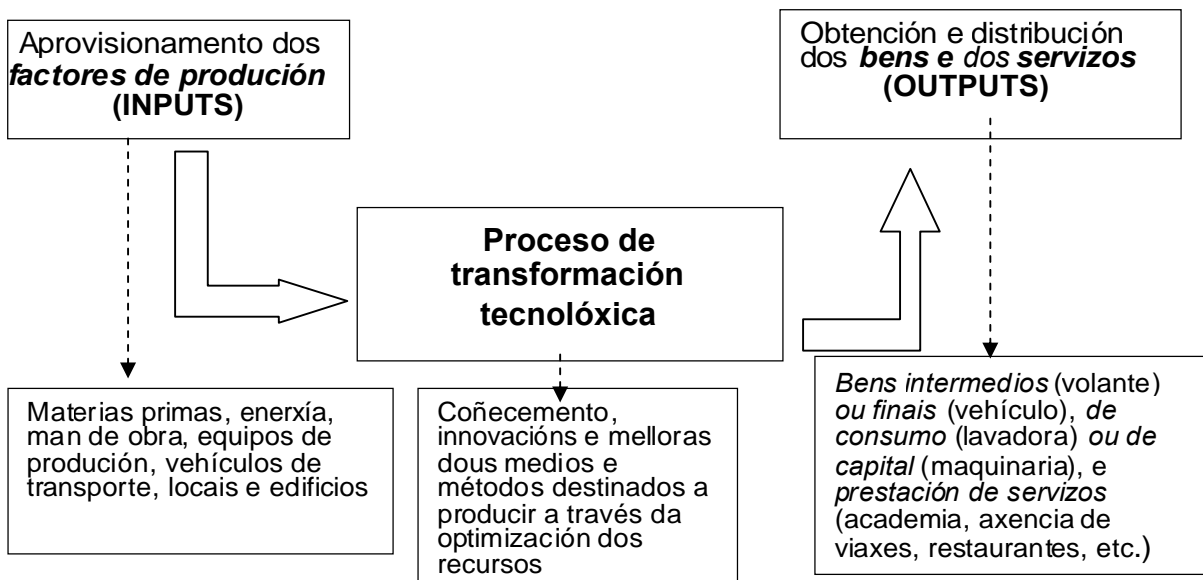 Aprovisionamento dos
factores de produción
(INPUTS)
Obtención e distribución
dos bens e dos servizos
(OUTPUTS)
Proceso de
transformación
tecnolóxica
Materias primas, enerxía,
man de obra, equipos de
produción, vehículos de
transporte, locais e edificios
Coñecemento,
innovacións e melloras
dous medios e
métodos destinados a
producir a través da
optimización dos
recursos
Bens intermedios (volante)
ou finais (vehículo), de
consumo (lavadora) ou de
capital (maquinaria), e
prestación de servizos
(academia, axencia de
viaxes, restaurantes, etc.)